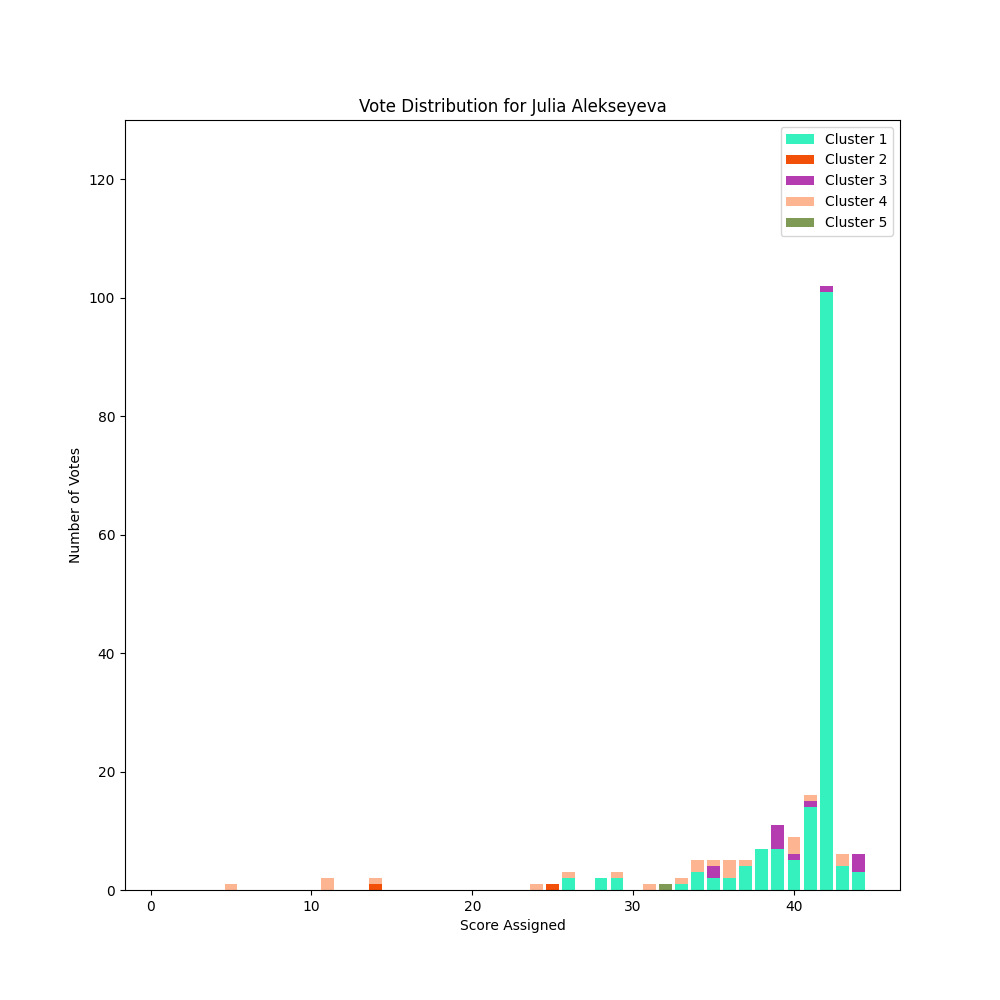 Vote Distribution for Julia Alekseyeva
Cluster 1
Cluster 2
Cluster 3
Cluster 4
Cluster 5
120
100
80
60
40
20
0
Number of Votes
0 10 20 30 40
Score Assigned